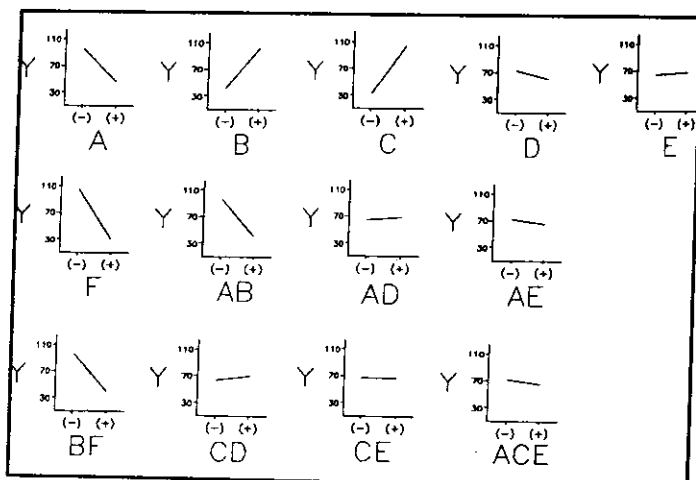 110 110 110 110 110
Y 70 Y 70 Y 70 Y 70 Y 70
30 30 30 30 30
(-) (+) (-) (+) (-) (+) (-) (+) (-) (+)
A B C D E
110 110 110 110
Y 70 Y 70 Y 70 Y 70
30 30 30 30
(-) (+) (-) (+) (-) (+) (-) (+)
F AB AD AE
110 110 110 110
Y 70 Y 70 Y 70 Y 70
30 30 30 30
(-) (+) (-) (+) (-) (+) (-) (+)
BF CD CE ACE